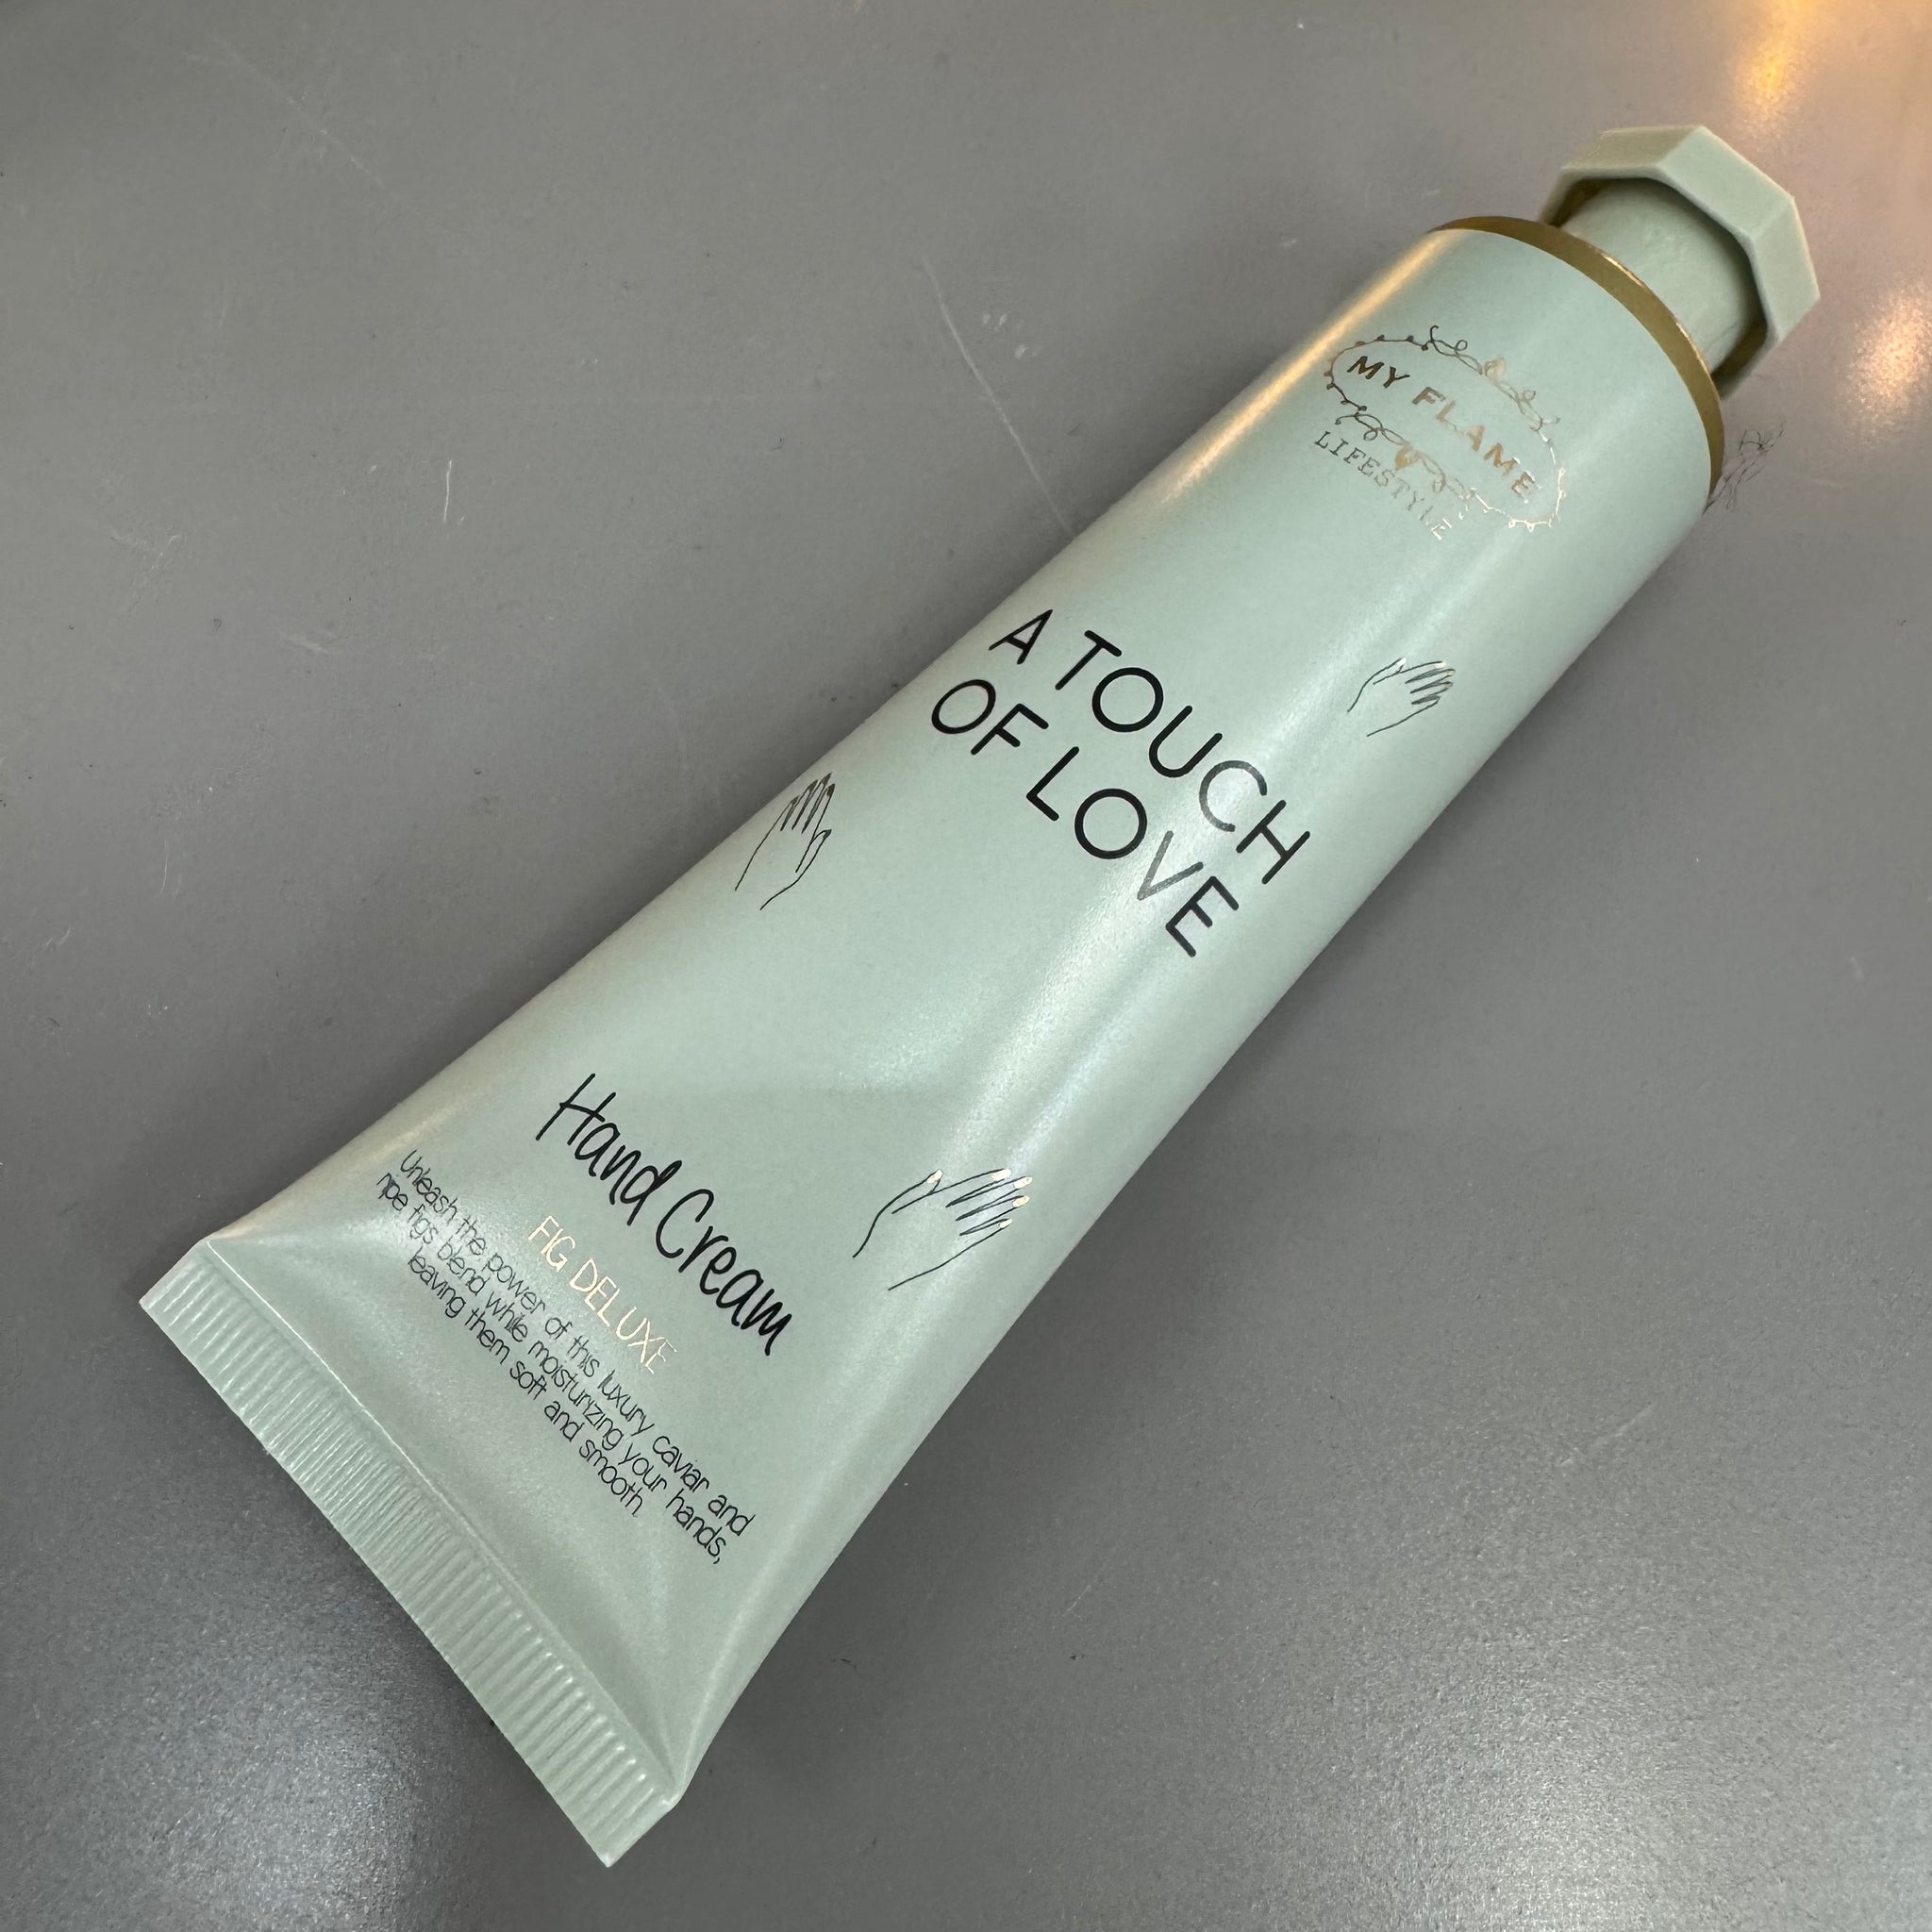 MY FLAME
LIFESTYLE
A TOUCH
OF LOVE
Hand Cream
FIG DELUXE
Unleash the power of this luxury caviar and
ripe figs blend while moisturizing your hands,
leaving them soft and smooth.